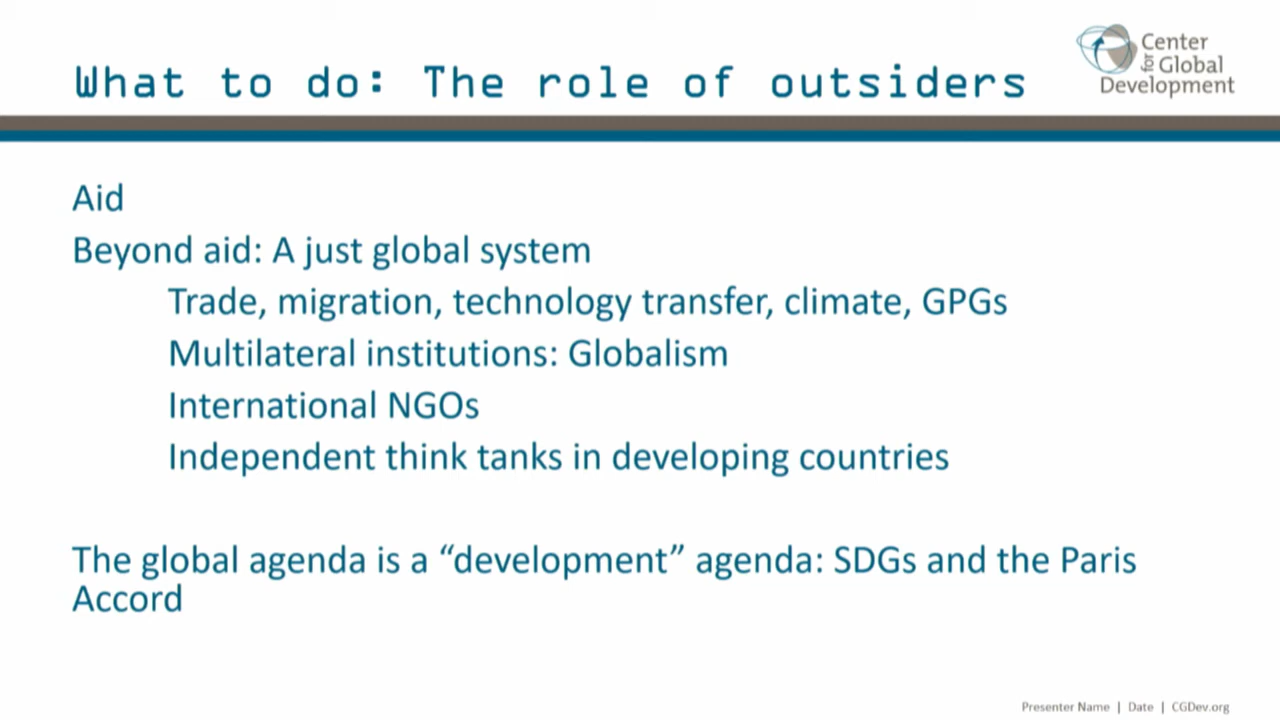 What to do: The role of outsiders
Center
for Global
Development
Aid
Beyond aid: A just global system
Trade, migration, technology transfer, climate, GPGs
Multilateral institutions: Globalism
International NGOs
Independent think tanks in developing countries
The global agenda is a “development” agenda: SDGs and the Paris
Accord
Presenter Name | Date | CGDev.org